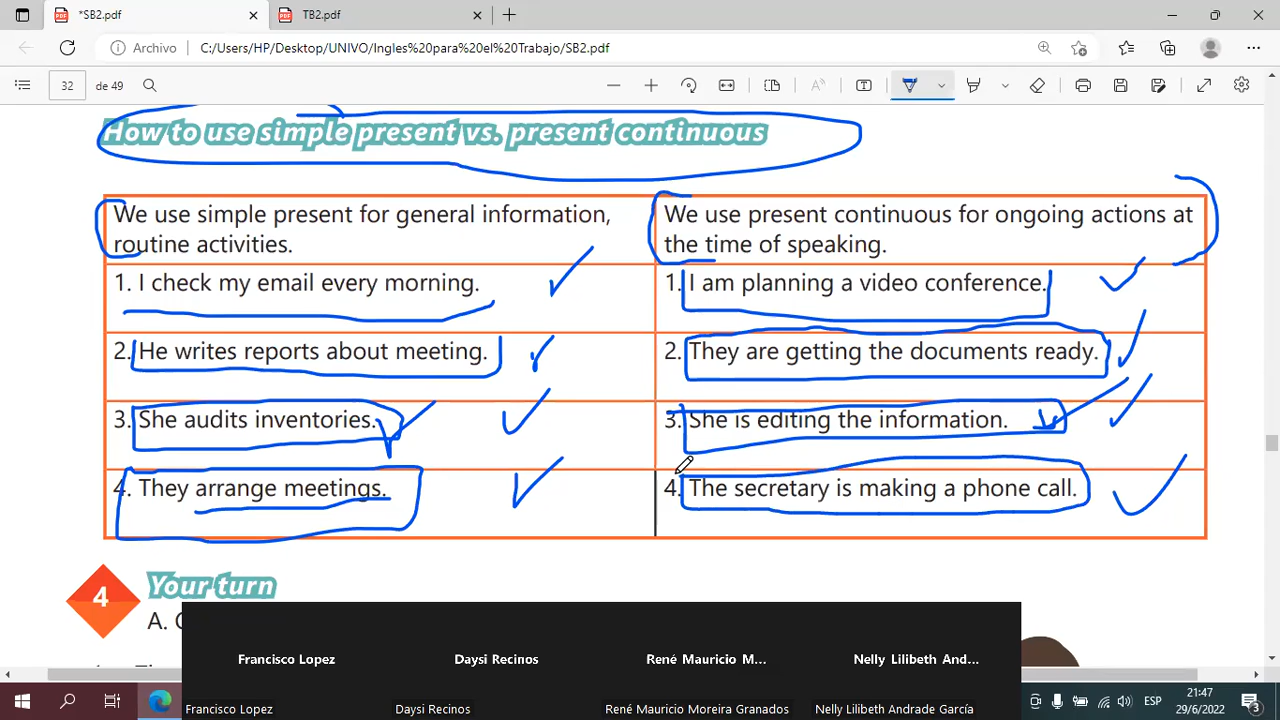 *SB2.pdf
TB2.pdf
Archivo
C:/Users/HP/Desktop/UNIVO/Ingles%20para%20el%20Trabajo/SB2.pdf
32 de 49
How to use simple present vs. present continuous
We use simple present for general information,
routine activities.
We use present continuous for ongoing actions at
the time of speaking.
1. I check my email every morning.
1. I am planning a video conference.
2. He writes reports about meeting.
2. They are getting the documents ready.
3. She audits inventories.
3. She is editing the information.
4. They arrange meetings.
4. The secretary is making a phone call.
4
Your turn
A.
Francisco Lopez
Daysi Recinos
René Mauricio M...
Nelly Lilibeth And...
Francisco Lopez
Daysi Recinos
René Mauricio Moreira Granados
Nelly Lilibeth Andrade García
ESP
21:47
29/6/2022
3